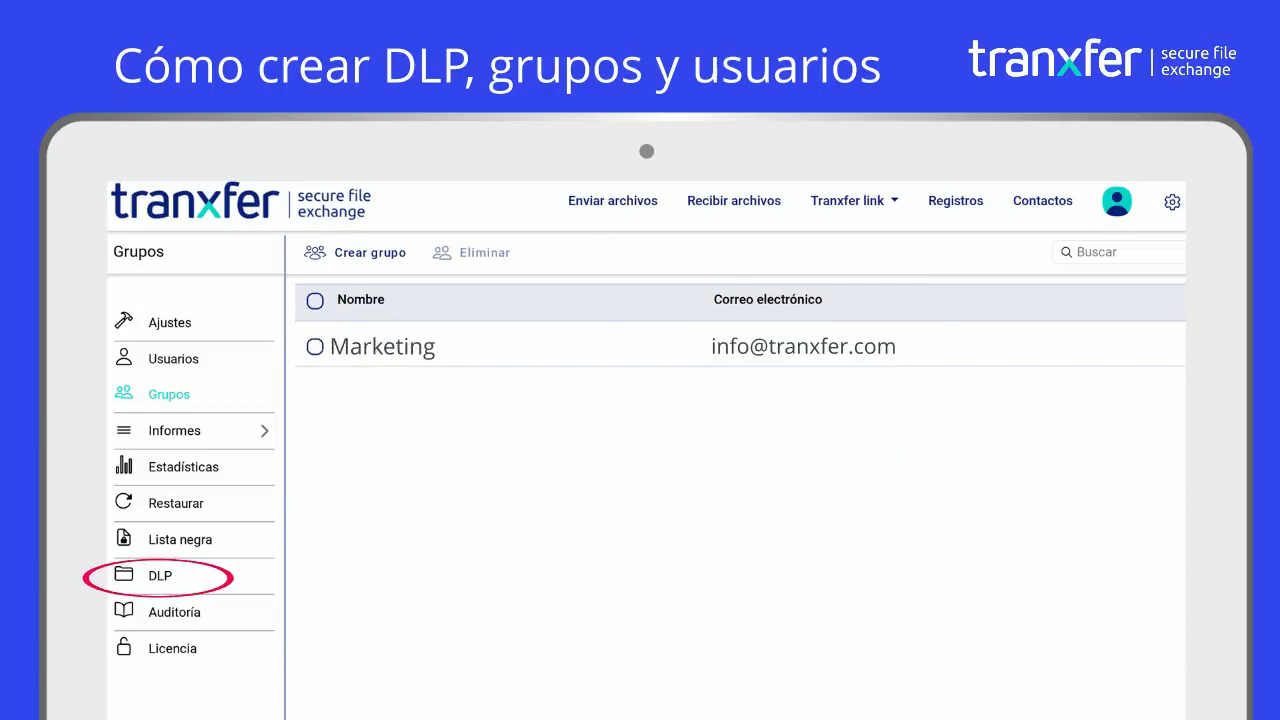 Cómo crear DLP, grupos y usuarios
tranxfer | secure file exchange
tranxfer | secure file exchange
Enviar archivos Recibir archivos Tranxfer link Registros Contactos
Grupos
Crear grupo Eliminar Buscar
Nombre Correo electrónico
Marketing info@tranxfer.com
Ajustes
Usuarios
Grupos
Informes
Estadísticas
Restaurar
Lista negra
DLP
Auditoría
Licencia